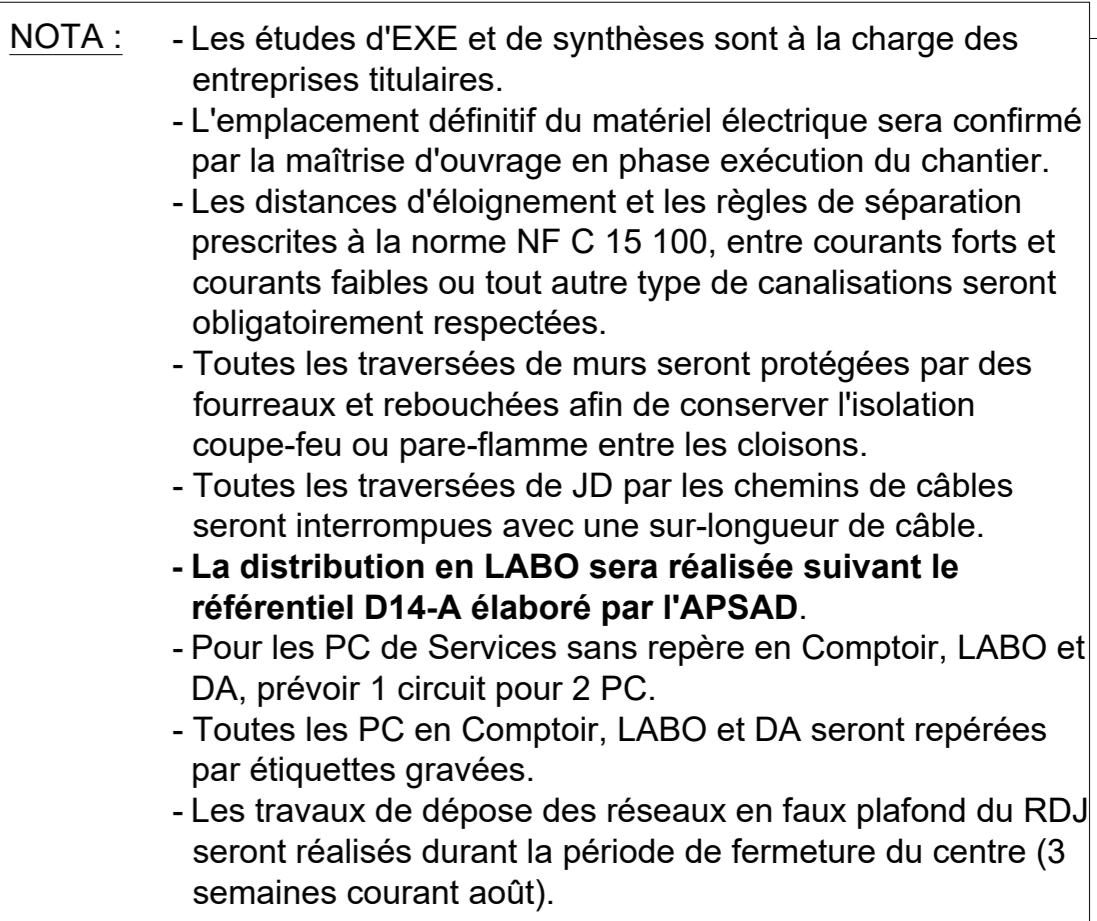 NOTA : - Les études d'EXE et de synthèses sont à la charge des
entreprises titulaires.
- L'emplacement définitif du matériel électrique sera confirmé
par la maîtrise d'ouvrage en phase exécution du chantier.
- Les distances d'éloignement et les règles de séparation
prescrites à la norme NF C 15 100, entre courants forts et
courants faibles ou tout autre type de canalisations seront
obligatoirement respectées.
- Toutes les traversées de murs seront protégées par des
fourreaux et rebouchées afin de conserver l'isolation
coupe-feu ou pare-flamme entre les cloisons.
- Toutes les traversées de JD par les chemins de câbles
seront interrompues avec une sur-longueur de câble.
- La distribution en LABO sera réalisée suivant le
référentiel D14-A élaboré par l'APSAD.
- Pour les PC de Services sans repère en Comptoir, LABO et
DA, prévoir 1 circuit pour 2 PC.
- Toutes les PC en Comptoir, LABO et DA seront repérées
par étiquettes gravées.
- Les travaux de dépose des réseaux en faux plafond du RDJ
seront réalisés durant la période de fermeture du centre (3
semaines courant août).